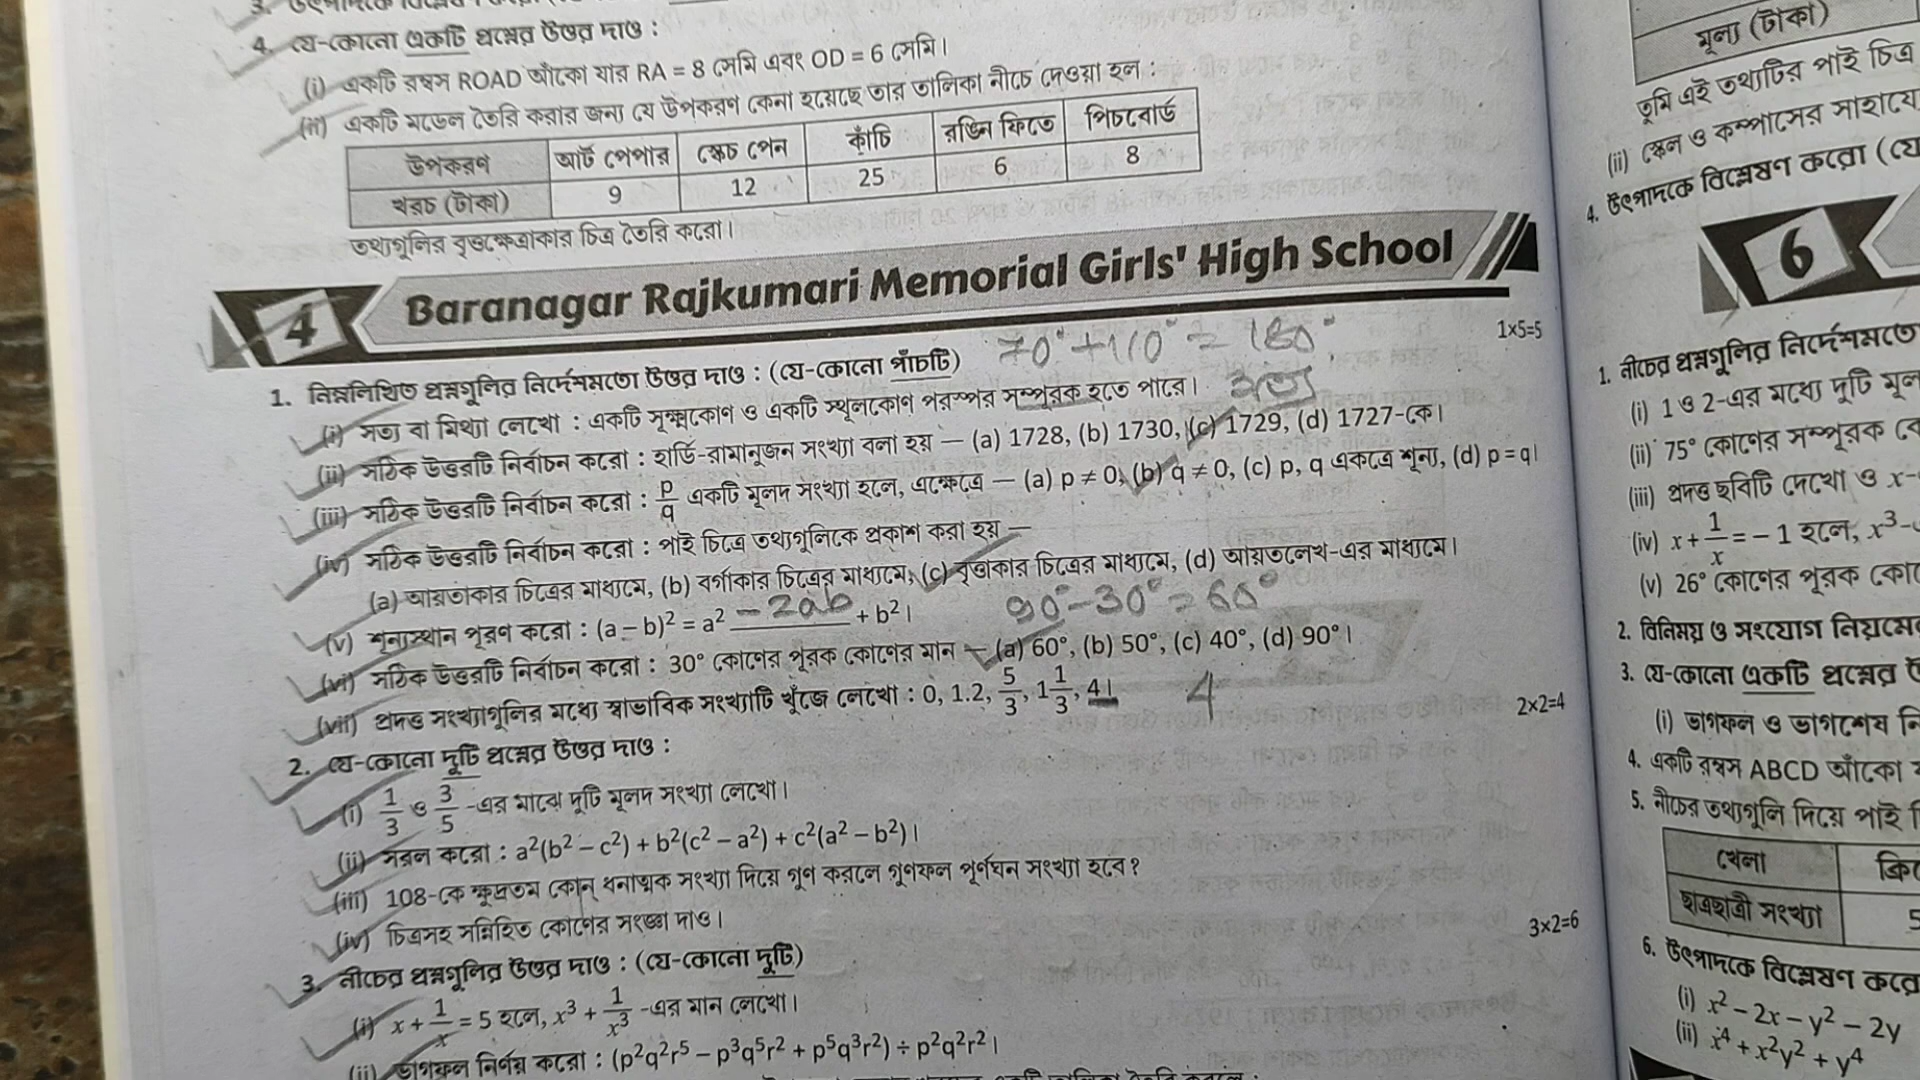 4. যে-কোনো একটি প্রশ্নের উত্তর দাও :
(i) একটি রম্বস ROAD আঁকো যার RA = 8 সেমি এবং OD = 6 সেমি।
(ii) একটি মডেল তৈরি করার জন্য যে উপকরণ কেনা হয়েছে তার তালিকা নীচে দেওয়া হল :
উপকরণ আর্ট পেপার স্কেচ পেন কাঁচি রঙিন ফিতে পিচবোর্ড
খরচ (টাকা) 9 12 25 6 8
তথ্যগুলির বৃত্তক্ষেত্রাকার চিত্র তৈরি করো।
4 Baranagar Rajkumari Memorial Girls' High School
70° + 110° = 180°
1. নিম্নলিখিত প্রশ্নগুলির নির্দেশমতো উত্তর দাও : (যে-কোনো পাঁচটি) 1×5=5
(i) সত্য বা মিথ্যা লেখো : একটি সূক্ষ্মকোণ ও একটি স্থূলকোণ পরস্পর সম্পূরক হতে পারে।
(ii) সঠিক উত্তরটি নির্বাচন করো : হার্ডি-রামানুজন সংখ্যা বলা হয় — (a) 1728, (b) 1730, (c) 1729, (d) 1727-কে।
(iii) সঠিক উত্তরটি নির্বাচন করো : p/q একটি মূলদ সংখ্যা হলে, এক্ষেত্রে — (a) p ≠ 0, (b) q ≠ 0, (c) p, q একত্রে শূন্য, (d) p = q।
(iv) সঠিক উত্তরটি নির্বাচন করো : পাই চিত্রে তথ্যগুলিকে প্রকাশ করা হয় —
(a) আয়তাকার চিত্রের মাধ্যমে, (b) বর্গাকার চিত্রের মাধ্যমে, (c) বৃত্তাকার চিত্রের মাধ্যমে, (d) আয়তলেখ-এর মাধ্যমে।
(v) শূন্যস্থান পূরণ করো : (a – b)² = a² – 2ab + b²।
90° – 30° = 60°
(vi) সঠিক উত্তরটি নির্বাচন করো : 30° কোণের পূরক কোণের মান — (a) 60°, (b) 50°, (c) 40°, (d) 90°।
(vii) প্রদত্ত সংখ্যাগুলির মধ্যে স্বাভাবিক সংখ্যাটি খুঁজে লেখো : 0, 1.2, 5/3, 1 1/3, 4। 4
2. যে-কোনো দুটি প্রশ্নের উত্তর দাও : 2×2=4
(i) 1/3 ও 3/5 -এর মাঝে দুটি মূলদ সংখ্যা লেখো।
(ii) সরল করো : a²(b² – c²) + b²(c² – a²) + c²(a² – b²)।
(iii) 108-কে ক্ষুদ্রতম কোন্ ধনাত্মক সংখ্যা দিয়ে গুণ করলে গুণফল পূর্ণঘন সংখ্যা হবে?
(iv) চিত্রসহ সন্নিহিত কোণের সংজ্ঞা দাও।
3. নীচের প্রশ্নগুলির উত্তর দাও : (যে-কোনো দুটি) 3×2=6
(i) x + 1/x = 5 হলে, x³ + 1/x³ -এর মান লেখো।
(ii) ভাগফল নির্ণয় করো : (p²q²r⁵ – p³q⁵r² + p⁵q³r²) ÷ p²q²r²।
মূল্য (টাকা)
তুমি এই তথ্যটির পাই চিত্র
(ii) স্কেল ও কম্পাসের সাহায্যে
4. উৎপাদকে বিশ্লেষণ করো (যে
6
1. নীচের প্রশ্নগুলির নির্দেশমতো
(i) 1 ও 2-এর মধ্যে দুটি মূল
(ii) 75° কোণের সম্পূরক কো
(iii) প্রদত্ত ছবিটি দেখো ও x
(iv) x + 1/x = – 1 হলে, x³ –
(v) 26° কোণের পূরক কোণ
2. বিনিময় ও সংযোগ নিয়মে
3. যে-কোনো একটি প্রশ্নের উ
(i) ভাগফল ও ভাগশেষ নি
4. একটি রম্বস ABCD আঁকো
5. নীচের তথ্যগুলি দিয়ে পাই
খেলা ক্রি
ছাত্রছাত্রী সংখ্যা 5
6. উৎপাদকে বিশ্লেষণ করো
(i) x² – 2x – y² – 2y
(ii) x⁴ + x²y² + y⁴